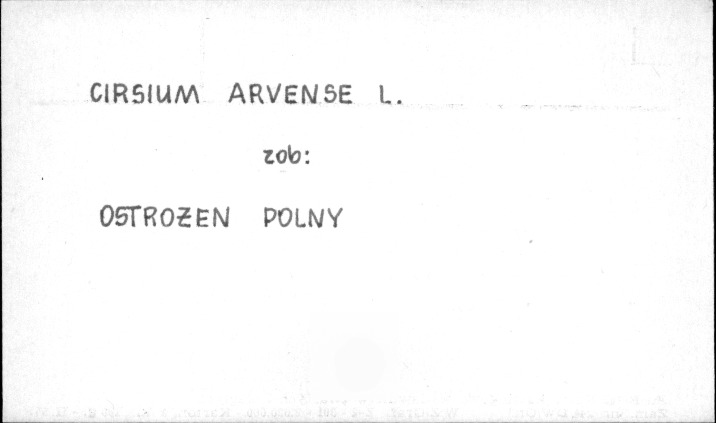 CIRSIUM ARVENSE L.
zob:
OSTROŻEN POLNY